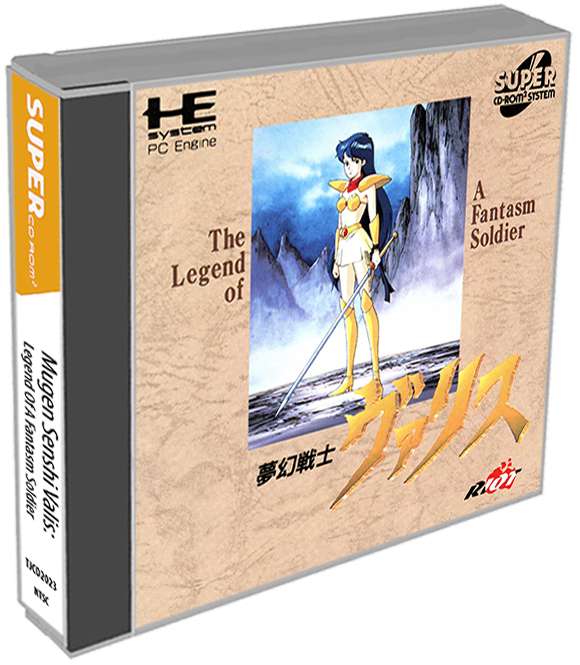 SUPER CD-ROM²
Mugen Senshi Valis:
Legend Of A Fantasm Soldier
TJCD2023
NTSC
HE
system
PC Engine
SUPER
CD-ROM² SYSTEM
The
Legend
of
A
Fantasm
Soldier
夢幻戦士
ヴァリス
RIOT